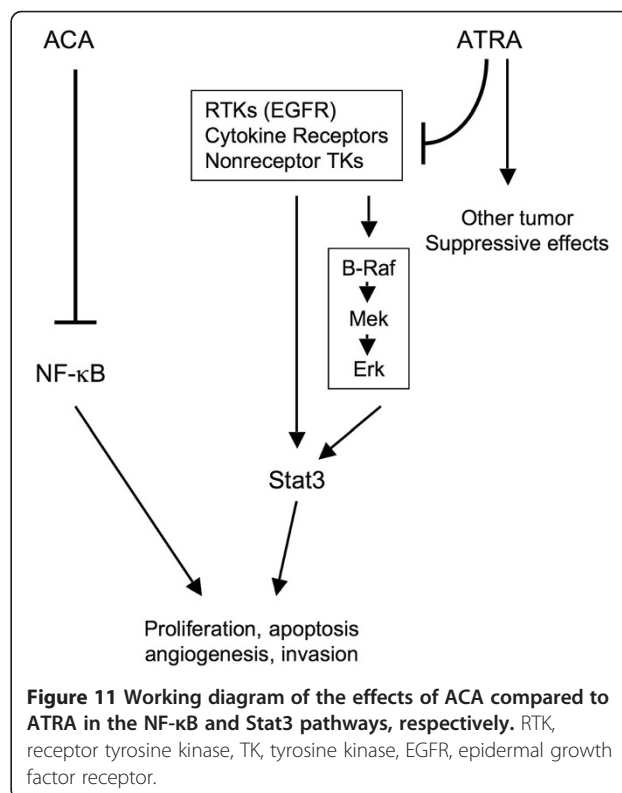 ACA
ATRA
RTKs (EGFR)
Cytokine Receptors
Nonreceptor TKs
Other tumor
Suppressive effects
B-Raf
Mek
Erk
NF-κB
Stat3
Proliferation, apoptosis
angiogenesis, invasion
Figure 11 Working diagram of the effects of ACA compared to
ATRA in the NF-κB and Stat3 pathways, respectively. RTK,
receptor tyrosine kinase, TK, tyrosine kinase, EGFR, epidermal growth
factor receptor.